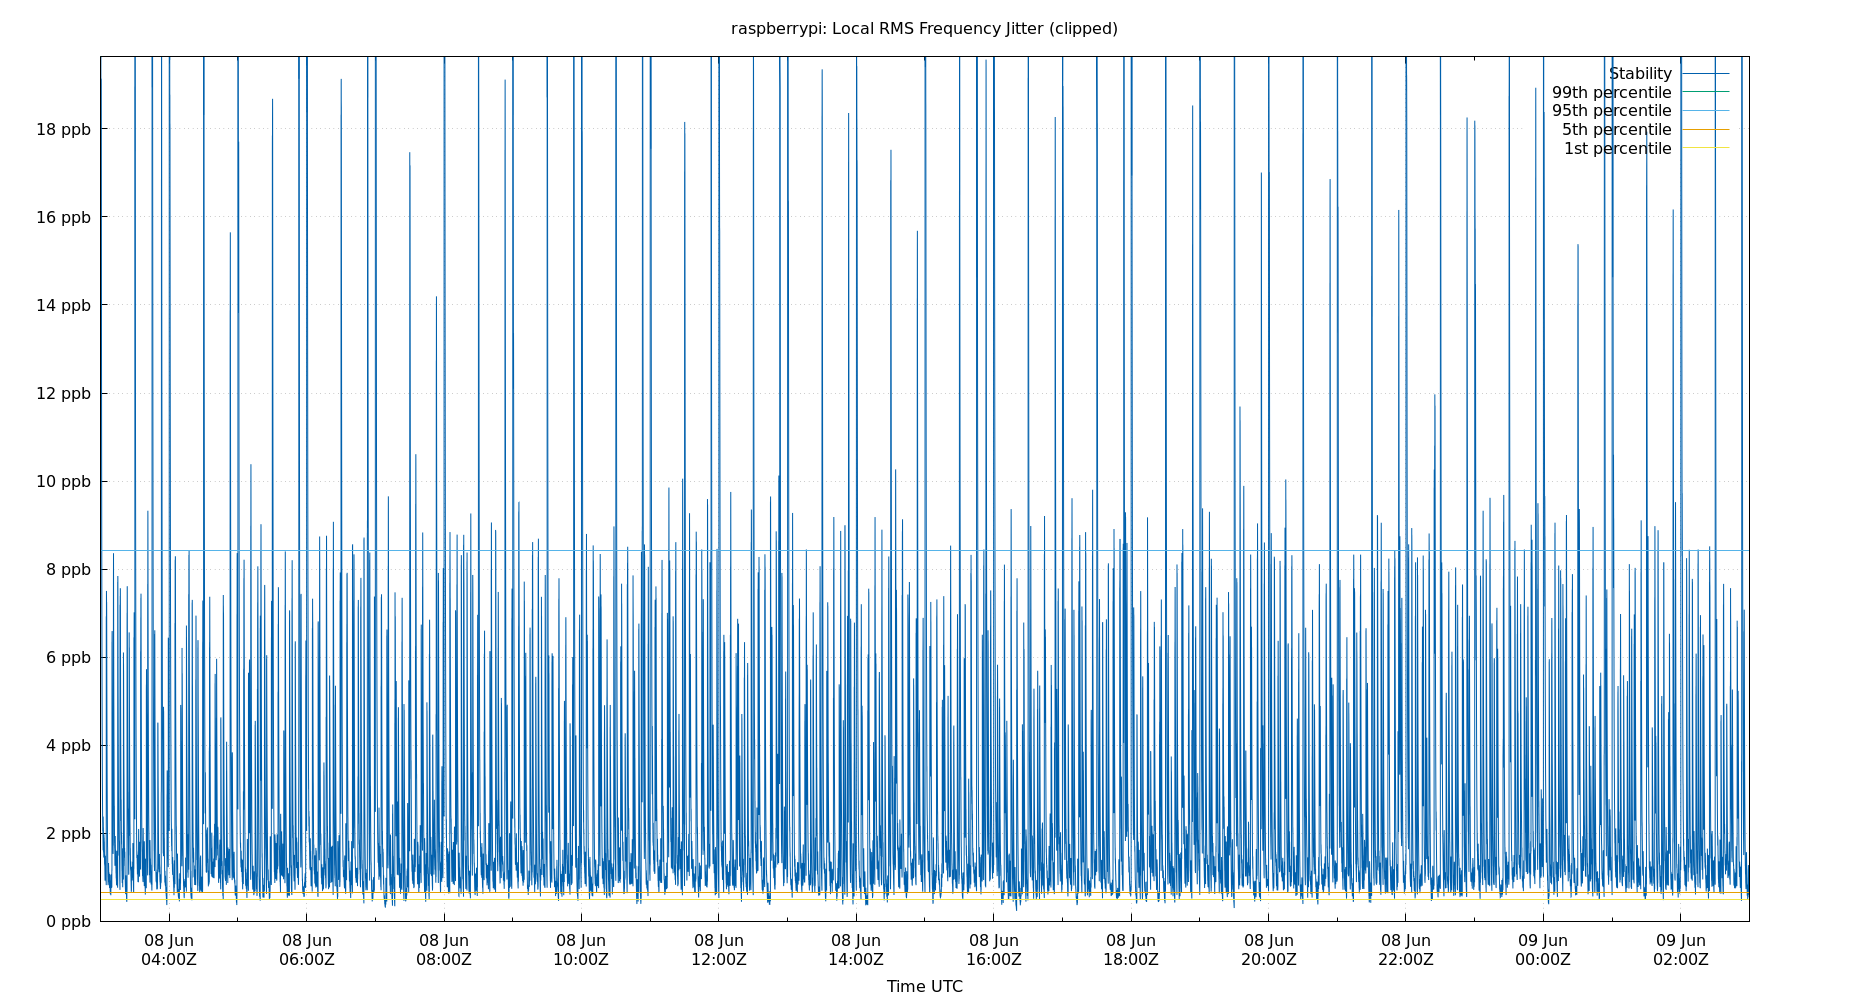 raspberrypi: Local RMS Frequency Jitter (clipped)
Stability
99th percentile
95th percentile
5th percentile
1st percentile
18 ppb
16 ppb
14 ppb
12 ppb
10 ppb
8 ppb
6 ppb
4 ppb
2 ppb
0 ppb
08 Jun 08 Jun 08 Jun 08 Jun 08 Jun 08 Jun 08 Jun 08 Jun 08 Jun 08 Jun 09 Jun 09 Jun
04:00Z 06:00Z 08:00Z 10:00Z 12:00Z 14:00Z 16:00Z 18:00Z 20:00Z 22:00Z 00:00Z 02:00Z
Time UTC